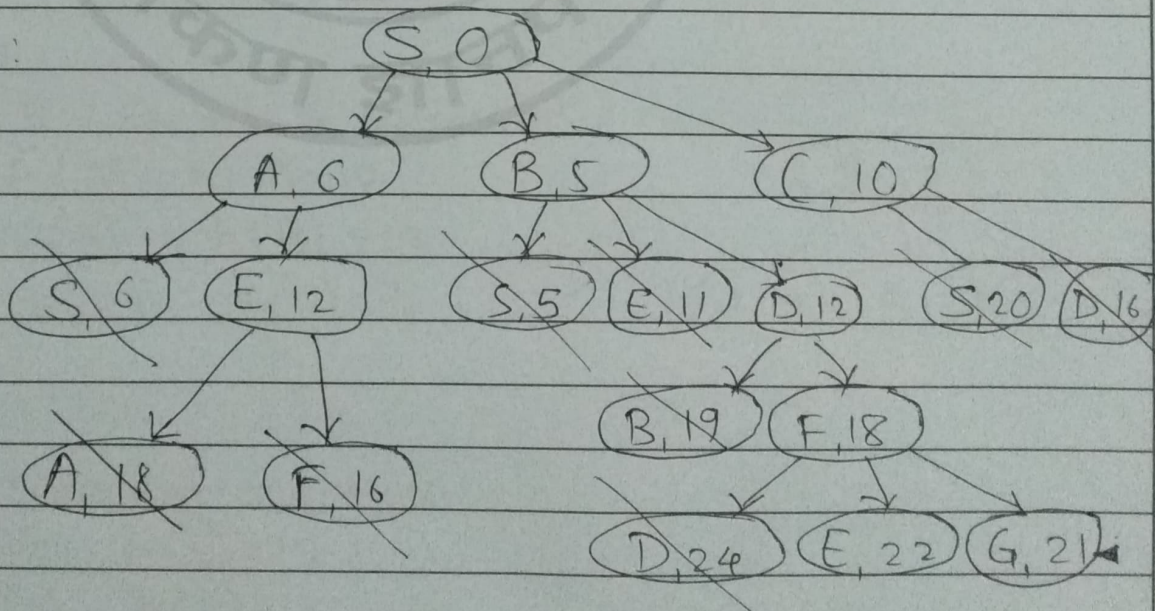 S, 0
A, 6 B, 5 C, 10
S, 6 E, 12 S, 5 E, 11 D, 12 S, 20 D, 16
B, 19 F, 18
A, 18 F, 16
D, 24 E, 22 G, 21